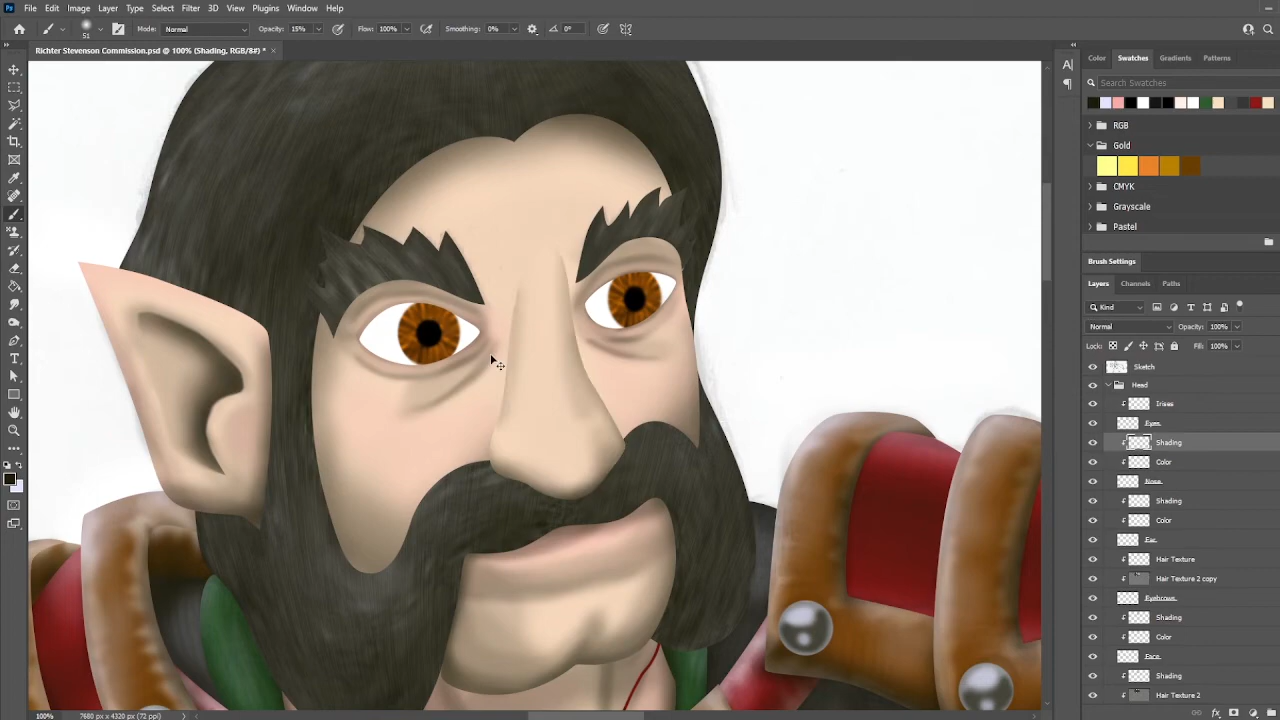 Ps File Edit Image Layer Type Select Filter 3D View Plugins Window Help
51 Mode: Normal Opacity: 15% Flow: 100% Smoothing: 0% 0°
Richter Stevenson Commission.psd @ 100% (Shading, RGB/8#) * ×
Color Swatches Gradients Patterns
Search Swatches
RGB
Gold
CMYK
Grayscale
Pastel
Brush Settings
Layers Channels Paths
Kind
Normal Opacity: 100%
Lock: Fill: 100%
Sketch
Head
Irises
Eyes
Shading
Color
Nose
Shading
Color
Ear
Hair Texture
Hair Texture 2 copy
Eyebrows
Shading
Color
Face
Shading
Hair Texture 2
100% 7680 px x 4320 px (72 ppi)